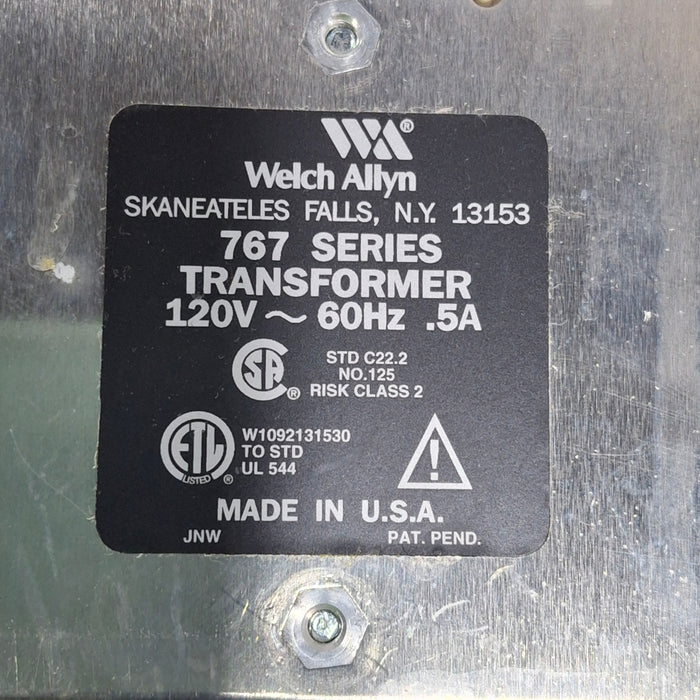 WA®
Welch Allyn
SKANEATELES FALLS, N.Y. 13153
767 SERIES
TRANSFORMER
120V ~ 60Hz .5A
CSA®
STD C22.2
NO.125
RISK CLASS 2
ETL
LISTED ®
W1092131530
TO STD
UL 544
!
MADE IN U.S.A.
JNW PAT. PEND.